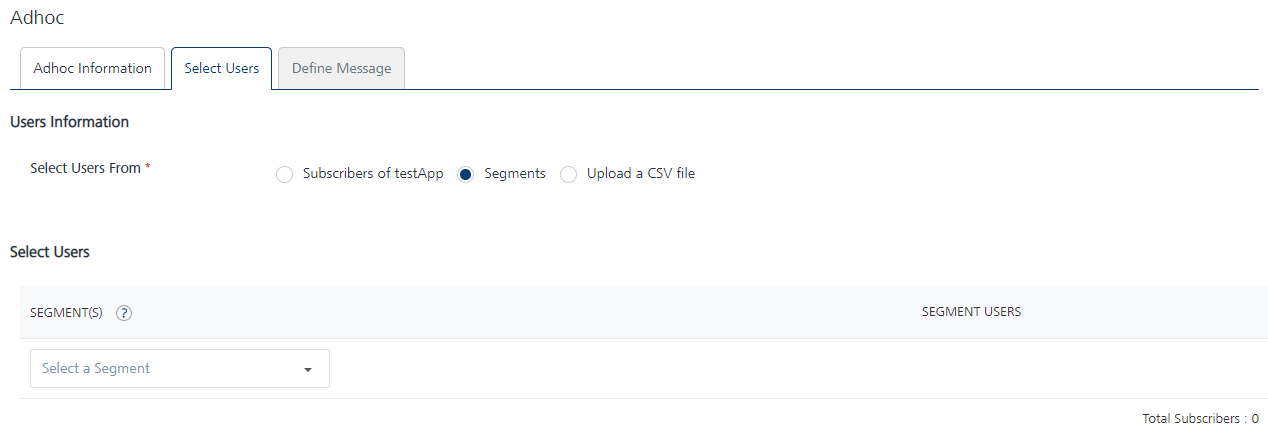 Adhoc
Adhoc Information Select Users Define Message
Users Information
Select Users From * Subscribers of testApp Segments Upload a CSV file
Select Users
SEGMENT(S) ? SEGMENT USERS
Select a Segment
Total Subscribers : 0